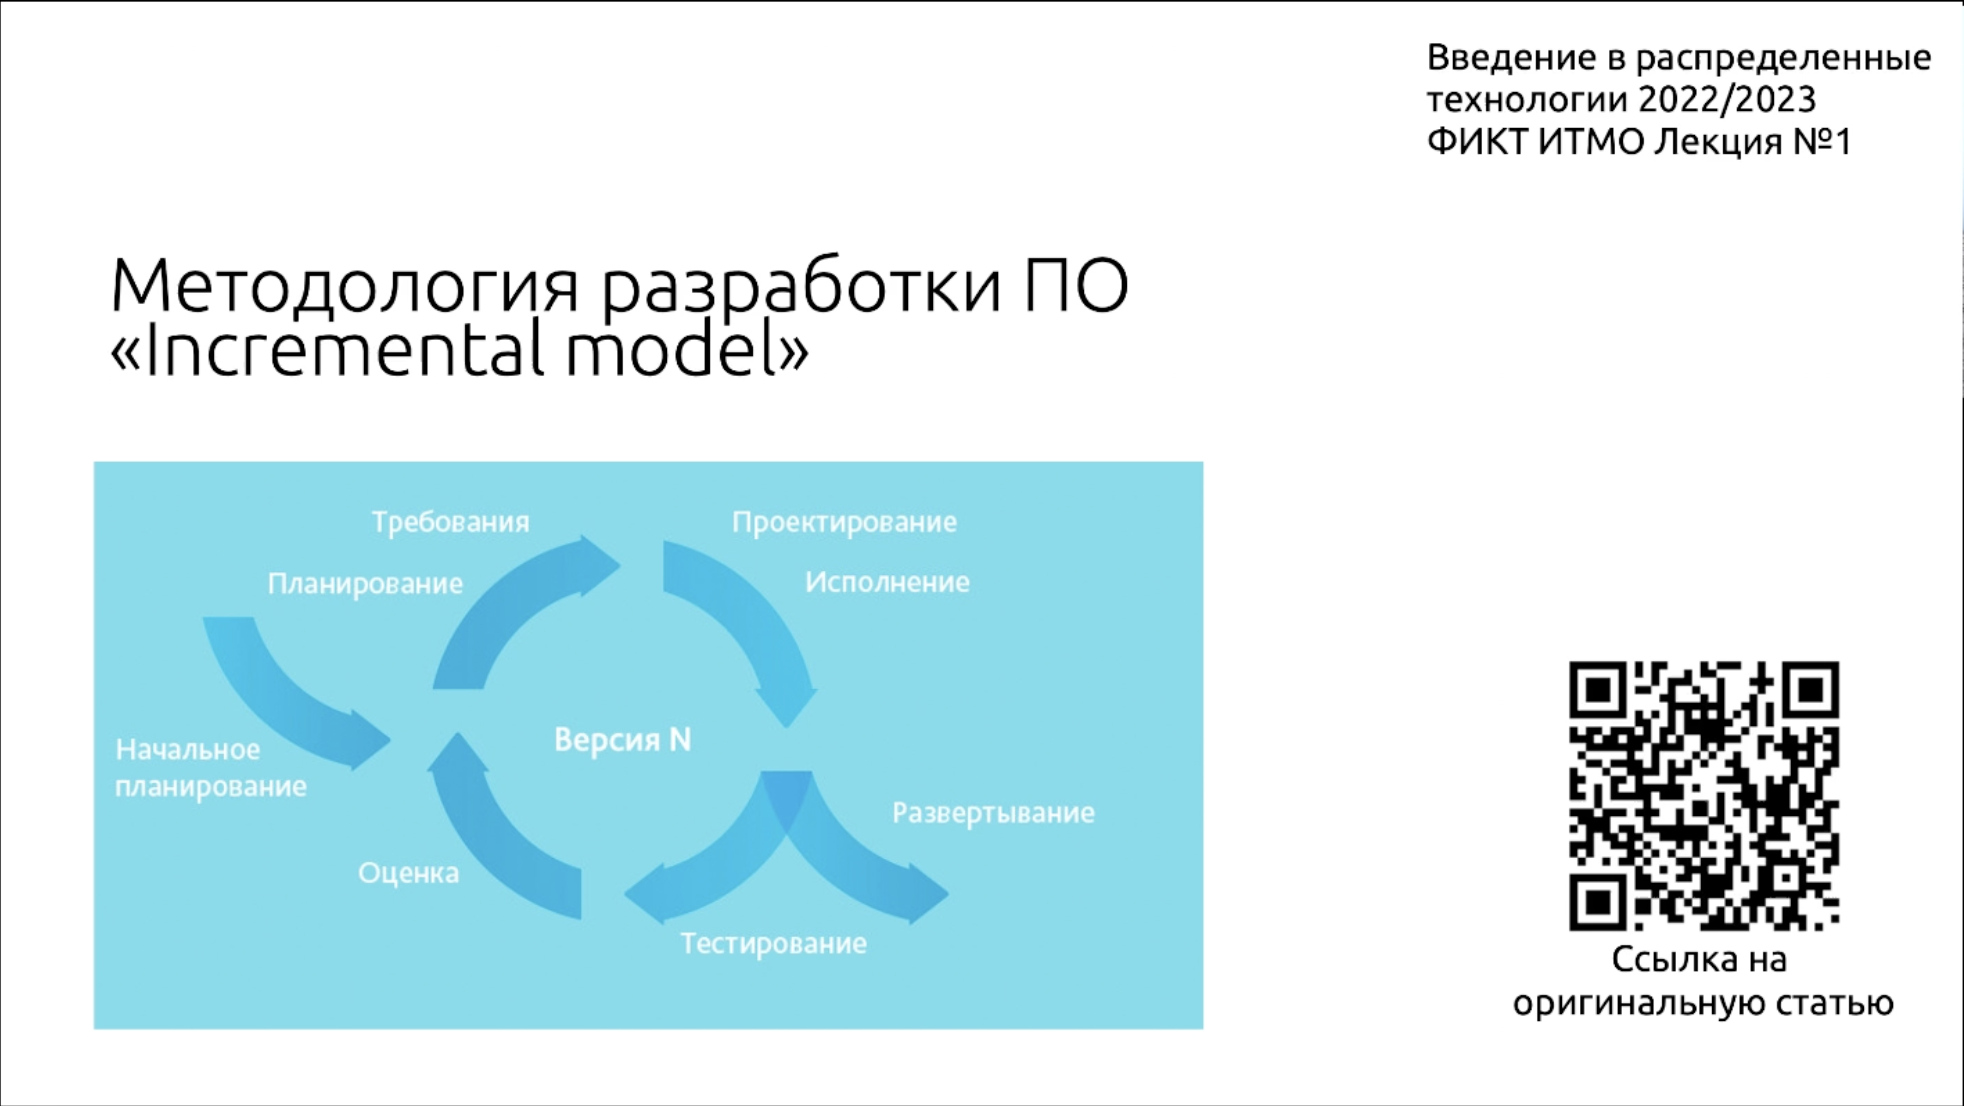 Введение в распределенные
технологии 2022/2023
ФИКТ ИТМО Лекция №1
Методология разработки ПО
«Incremental model»
Требования
Проектирование
Планирование
Исполнение
Версия N
Начальное
планирование
Развертывание
Оценка
Тестирование
Ссылка на
оригинальную статью